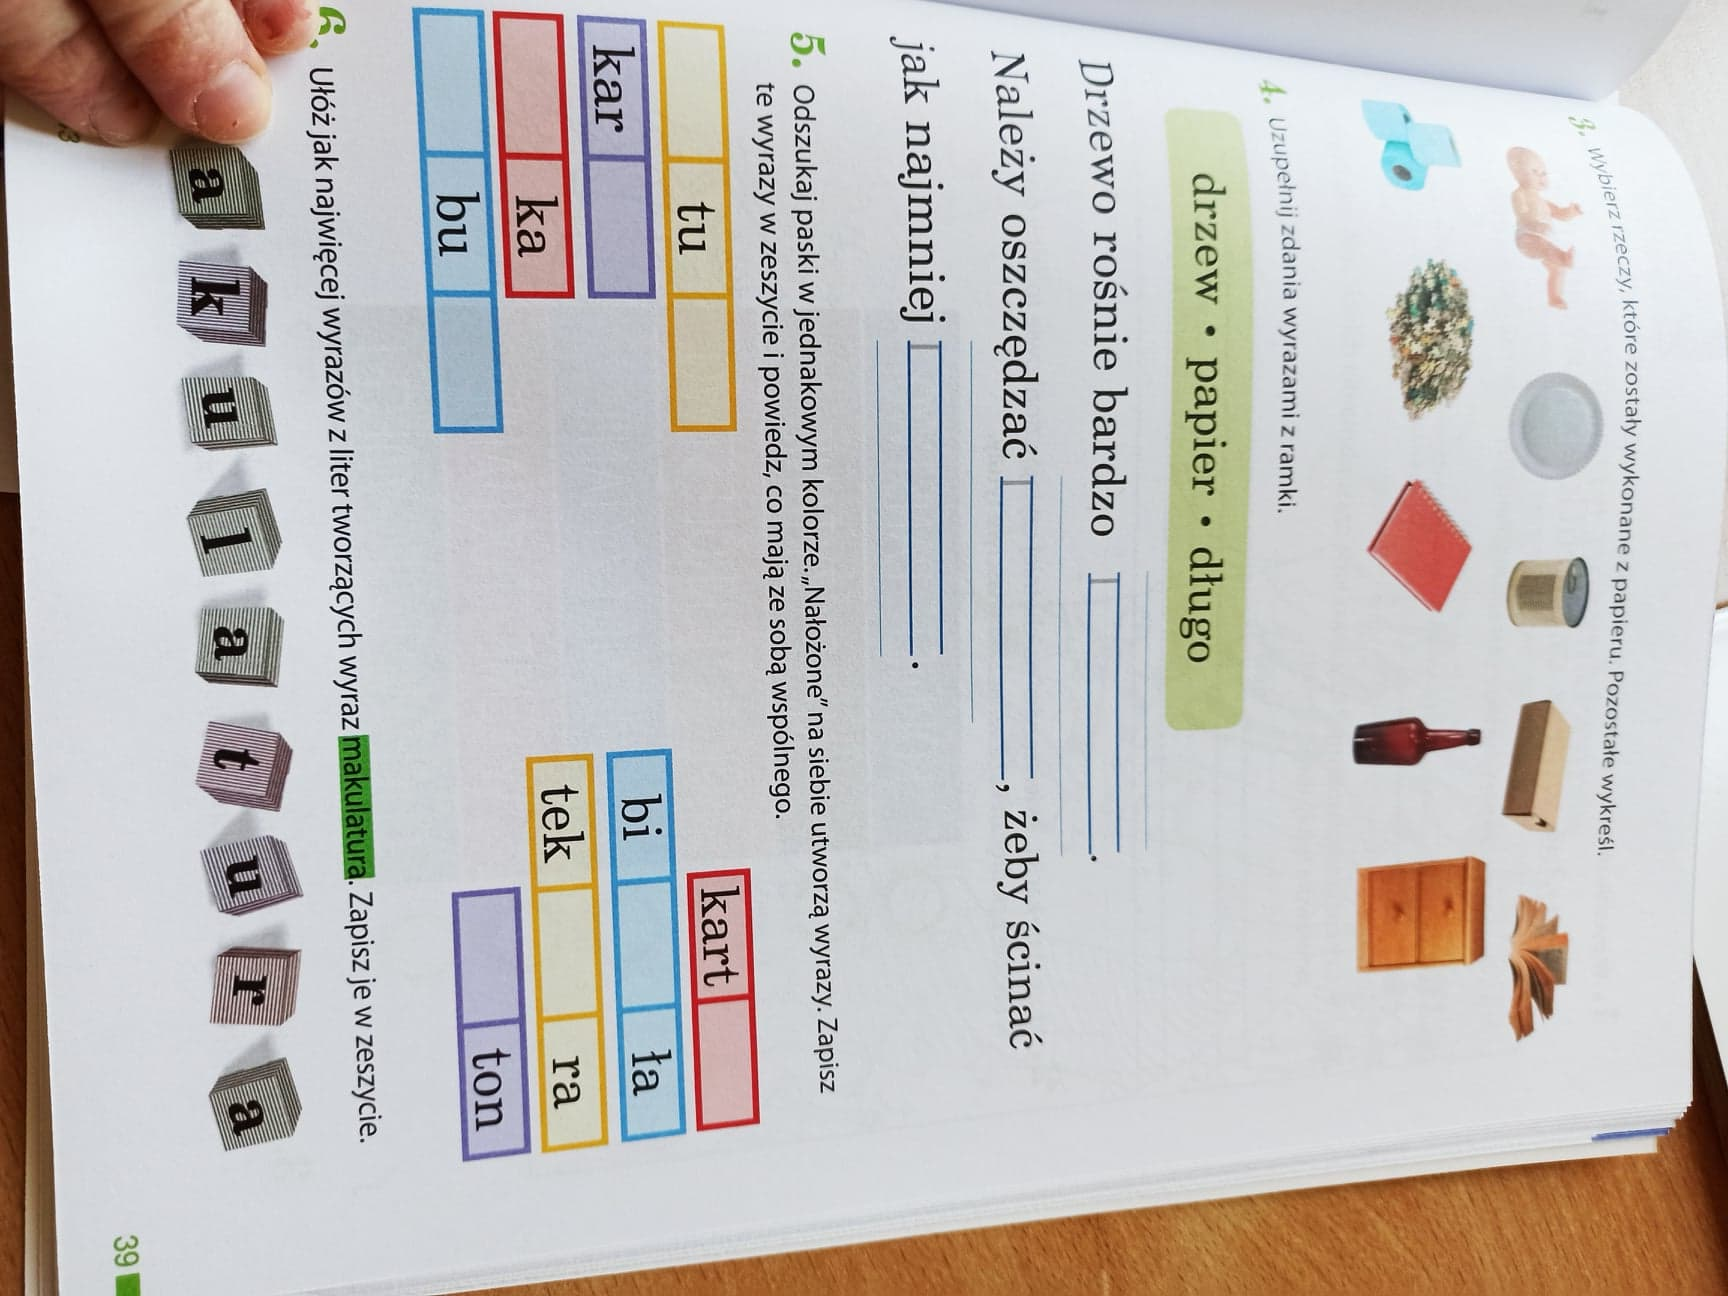 3. Wybierz rzeczy, które zostały wykonane z papieru. Pozostałe wykreśl.
4. Uzupełnij zdania wyrazami z ramki.
drzew • papier • długo
Drzewo rośnie bardzo .
Należy oszczędzać , żeby ścinać
jak najmniej .
5. Odszukaj paski w jednakowym kolorze. „Nałożone” na siebie utworzą wyrazy. Zapisz
te wyrazy w zeszycie i powiedz, co mają ze sobą wspólnego.
tu
kar
ka
bu
kart
bi ła
tek ra
ton
6. Ułóż jak najwięcej wyrazów z liter tworzących wyraz makulatura. Zapisz je w zeszycie.
a k u l a t u r a
39